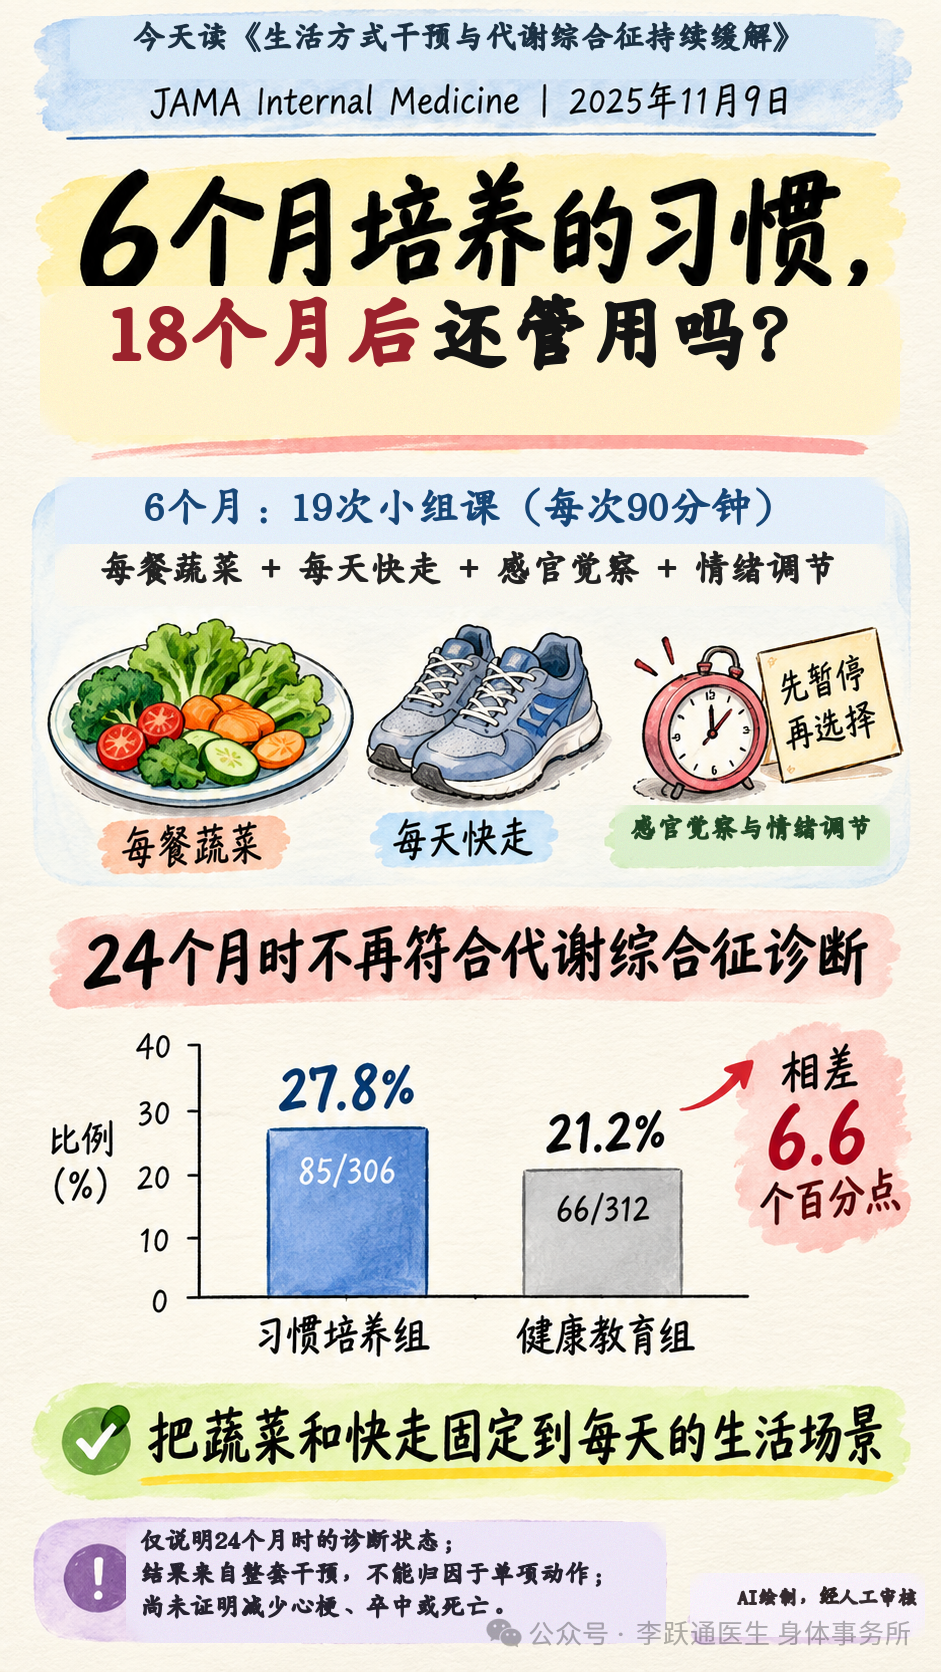 今天读《生活方式干预与代谢综合征持续缓解》
JAMA Internal Medicine | 2025年11月9日
6个月培养的习惯，
18个月后还管用吗?
6个月：19次小组课（每次90分钟）
每餐蔬菜 + 每天快走 + 感官觉察 + 情绪调节
先暂停
再选择
12
3
6
9
每餐蔬菜
每天快走
感官觉察与情绪调节
24个月时不再符合代谢综合征诊断
比例
(%)
40
30
20
10
0
27.8%
85/306
21.2%
66/312
相差
6.6
个百分点
习惯培养组
健康教育组
把蔬菜和快走固定到每天的生活场景
!
仅说明24个月时的诊断状态；
结果来自整套干预，不能归因于单项动作；
尚未证明减少心梗、卒中或死亡。
AI绘制，经人工审核
公众号 · 李跃通医生 身体事务所